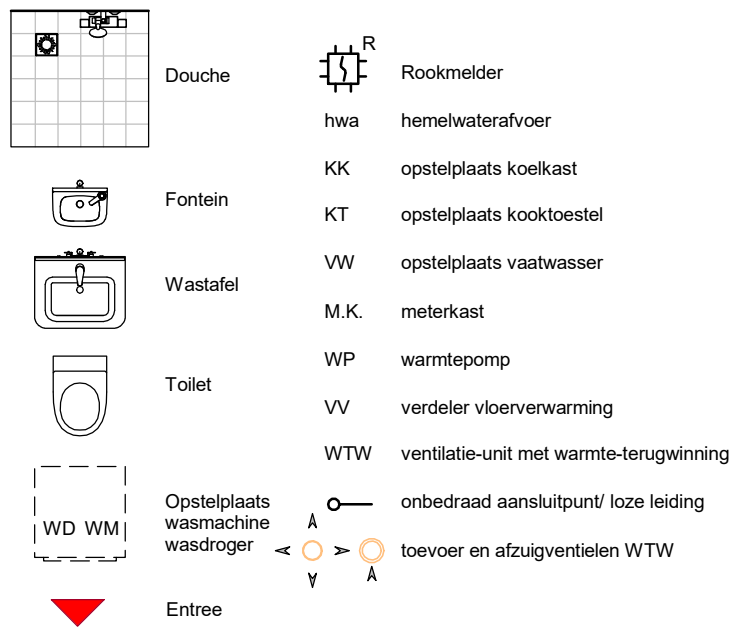 Douche
Fontein
Wastafel
Toilet
WD WM
Opstelplaats
wasmachine
wasdroger
Entree
R
Rookmelder
hwa hemelwaterafvoer
KK opstelplaats koelkast
KT opstelplaats kooktoestel
VW opstelplaats vaatwasser
M.K. meterkast
WP warmtepomp
VV verdeler vloerverwarming
WTW ventilatie-unit met warmte-terugwinning
onbedraad aansluitpunt/ loze leiding
toevoer en afzuigventielen WTW